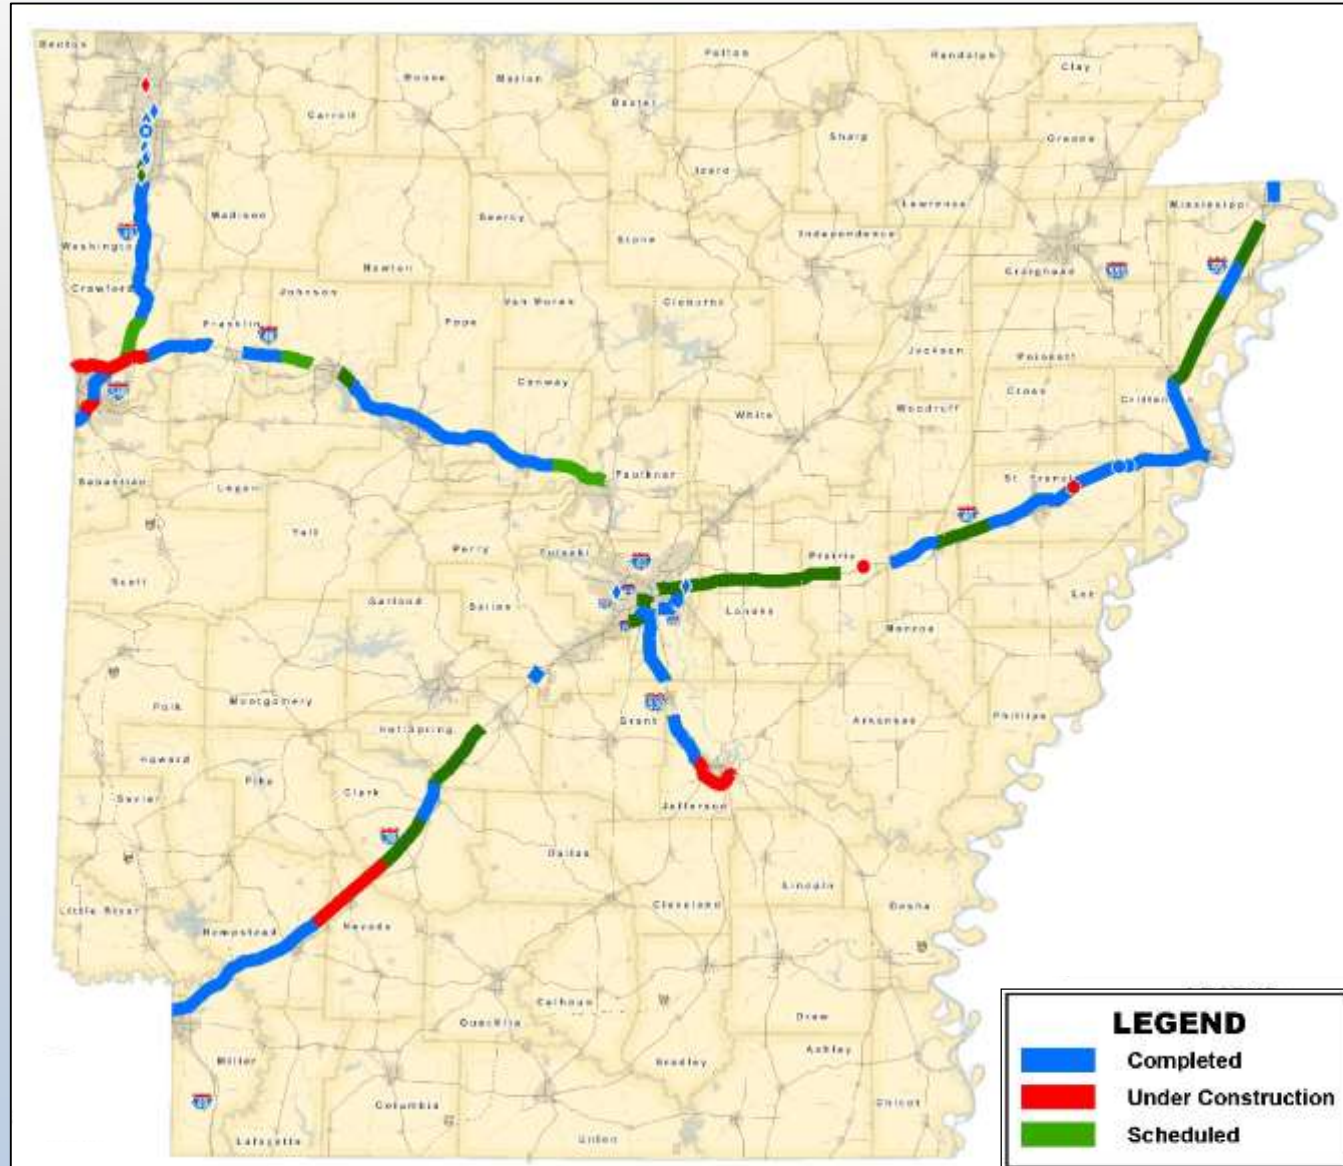 Benton
Carroll
Boone
Marion
Baxter
Fulton
Randolph
Clay
Sharp
Greene
Izard
Lawrence
Mississippi
Washington
Madison
Newton
Searcy
Stone
Independence
Craighead
Crawford
Franklin
Johnson
Pope
Van Buren
Cleburne
Jackson
Poinsett
Conway
White
Woodruff
Cross
Crittenden
Sebastian
Logan
Faulkner
St. Francis
Yell
Perry
Pulaski
Prairie
Scott
Garland
Saline
Lonoke
Monroe
Lee
Polk
Montgomery
Hot Spring
Grant
Arkansas
Phillips
Howard
Pike
Clark
Sevier
Jefferson
Dallas
Lincoln
Little River
Hempstead
Nevada
Cleveland
Desha
Calhoun
Ouachita
Drew
Miller
Bradley
Ashley
Columbia
Chicot
Lafayette
Union
LEGEND
Completed
Under Construction
Scheduled